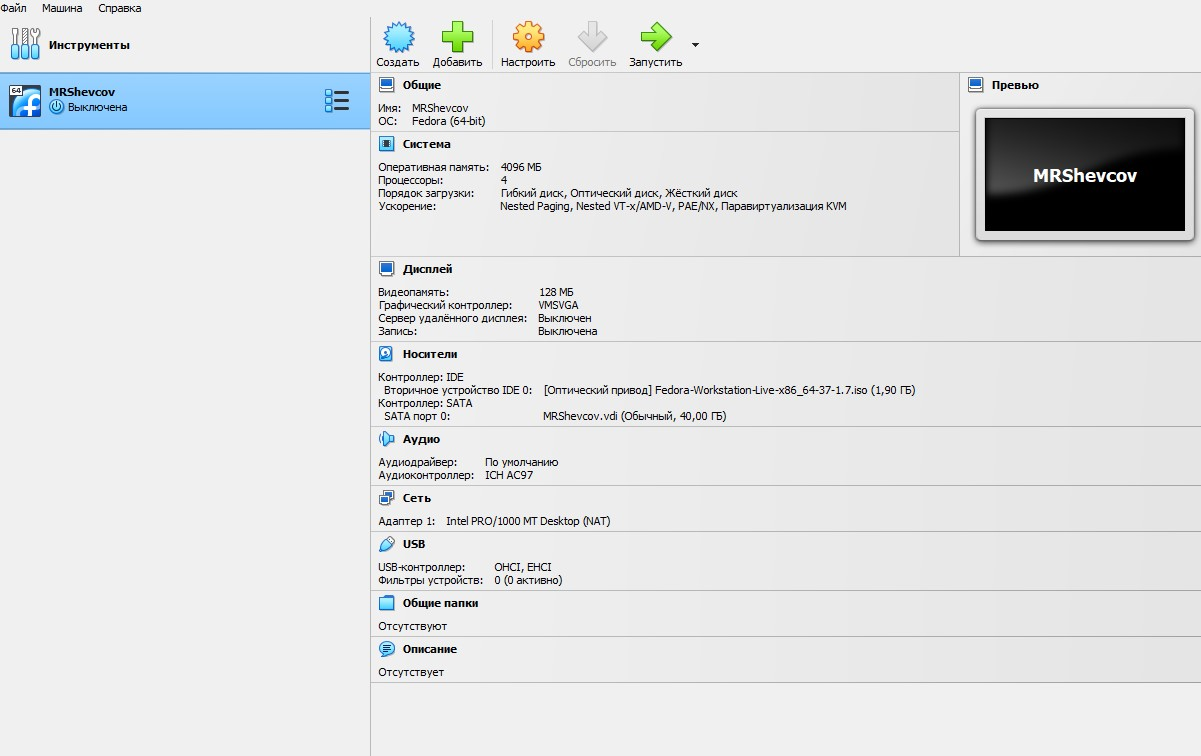 Файл Машина Справка
Инструменты
Создать Добавить Настроить Сбросить Запустить
64
MRShevcov
Выключена
Общие
Имя: MRShevcov
ОС: Fedora (64-bit)
Превью
MRShevcov
Система
Оперативная память: 4096 МБ
Процессоры: 4
Порядок загрузки: Гибкий диск, Оптический диск, Жёсткий диск
Ускорение: Nested Paging, Nested VT-x/AMD-V, PAE/NX, Паравиртуализация KVM
Дисплей
Видеопамять: 128 МБ
Графический контроллер: VMSVGA
Сервер удалённого дисплея: Выключен
Запись: Выключена
Носители
Контроллер: IDE
Вторичное устройство IDE 0: [Оптический привод] Fedora-Workstation-Live-x86_64-37-1.7.iso (1,90 ГБ)
Контроллер: SATA
SATA порт 0: MRShevcov.vdi (Обычный, 40,00 ГБ)
Аудио
Аудиодрайвер: По умолчанию
Аудиоконтроллер: ICH AC97
Сеть
Адаптер 1: Intel PRO/1000 MT Desktop (NAT)
USB
USB-контроллер: OHCI, EHCI
Фильтры устройств: 0 (0 активно)
Общие папки
Отсутствуют
Описание
Отсутствует